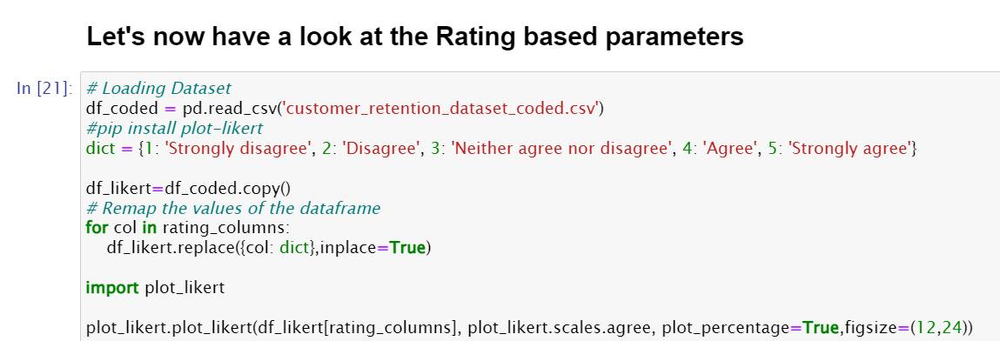 Let's now have a look at the Rating based parameters
In [21]:
# Loading Dataset
df_coded = pd.read_csv('customer_retention_dataset_coded.csv')
#pip install plot-likert
dict = {1: 'Strongly disagree', 2: 'Disagree', 3: 'Neither agree nor disagree', 4: 'Agree', 5: 'Strongly agree'}
df_likert=df_coded.copy()
# Remap the values of the dataframe
for col in rating_columns:
    df_likert.replace({col: dict},inplace=True)
import plot_likert
plot_likert.plot_likert(df_likert[rating_columns], plot_likert.scales.agree, plot_percentage=True,figsize=(12,24))